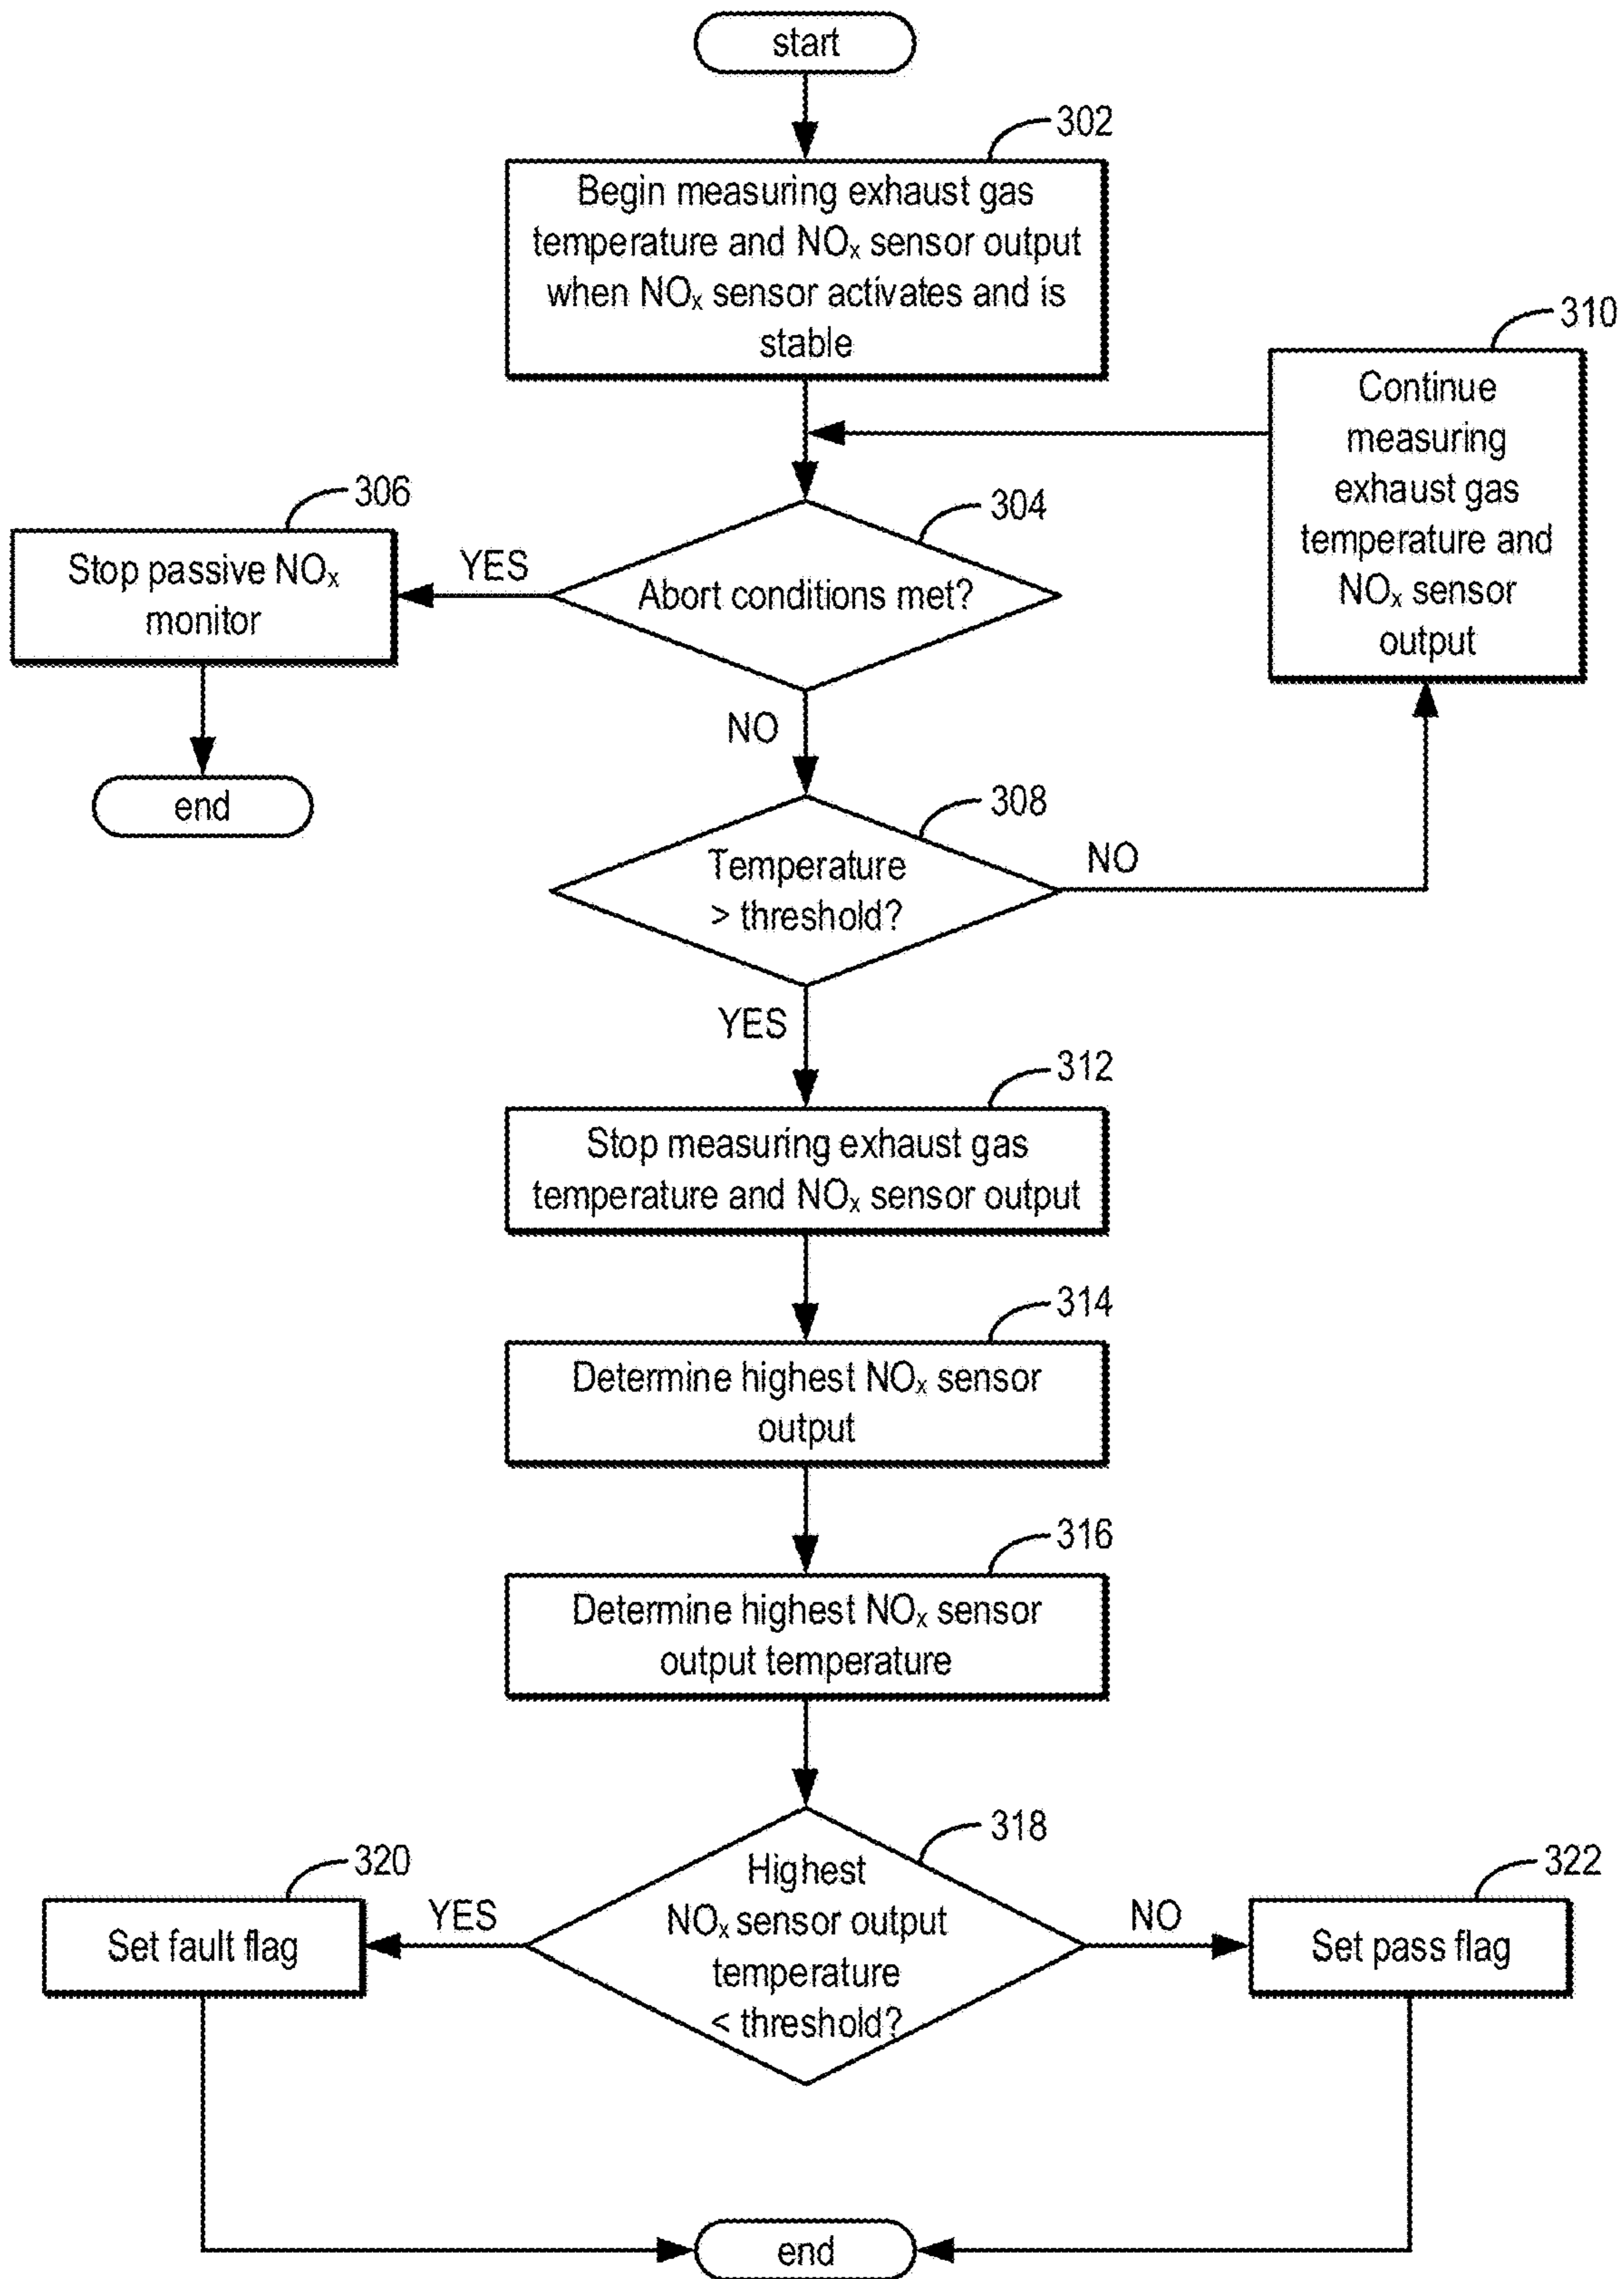 start
302
Begin measuring exhaust gas
temperature and NOx sensor output
when NOx sensor activates and is
stable
310
Continue
measuring
exhaust gas
temperature and
NOx sensor
output
306
Stop passive NOx
monitor
YES
304
Abort conditions met?
NO
end
308
Temperature
> threshold?
NO
YES
312
Stop measuring exhaust gas
temperature and NOx sensor output
314
Determine highest NOx sensor
output
316
Determine highest NOx sensor
output temperature
318
Highest
NOx sensor output
temperature
< threshold?
320
YES
Set fault flag
NO
322
Set pass flag
end